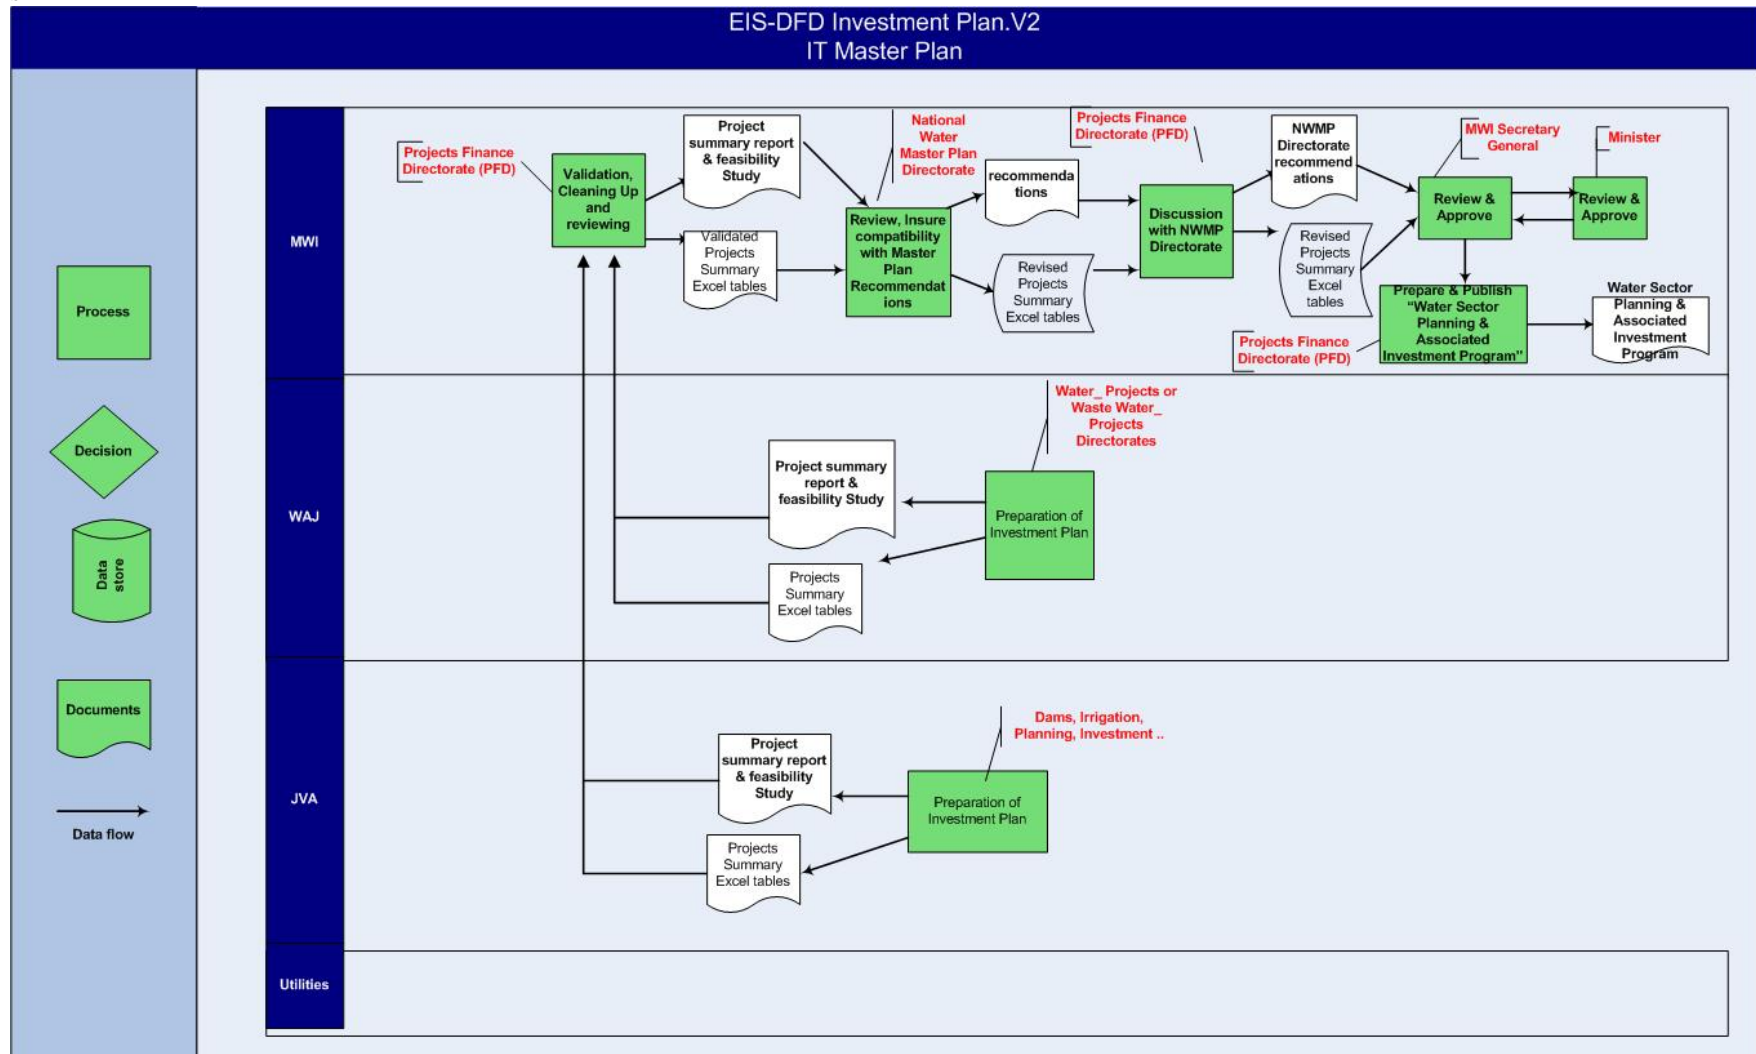 EIS-DFD Investment Plan.V2
IT Master Plan
Process
Decision
Data
store
Documents
Data flow
MWI
Projects Finance
Directorate (PFD)
Validation,
Cleaning Up
and
reviewing
Project
summary report
& feasibility
Study
Validated
Projects
Summary
Excel tables
National
Water
Master Plan
Directorate
Review, Insure
compatibility
with Master
Plan
Recommendat
ions
recommenda
tions
Revised
Projects
Summary
Excel tables
Projects Finance
Directorate (PFD)
Discussion
with NWMP
Directorate
NWMP
Directorate
recommend
ations
Revised
Projects
Summary
Excel
tables
MWI Secretary
General
Review &
Approve
Minister
Review &
Approve
Projects Finance
Directorate (PFD)
Prepare & Publish
“Water Sector
Planning &
Associated
Investment Program"
Water Sector
Planning &
Associated
Investment
Program
WAJ
Water_ Projects or
Waste Water_
Projects
Directorates
Project summary
report &
feasibility Study
Preparation of
Investment Plan
Projects
Summary
Excel tables
JVA
Dams, Irrigation,
Planning, Investment ..
Project
summary report
& feasibility
Study
Preparation of
Investment Plan
Projects
Summary
Excel tables
Utilities